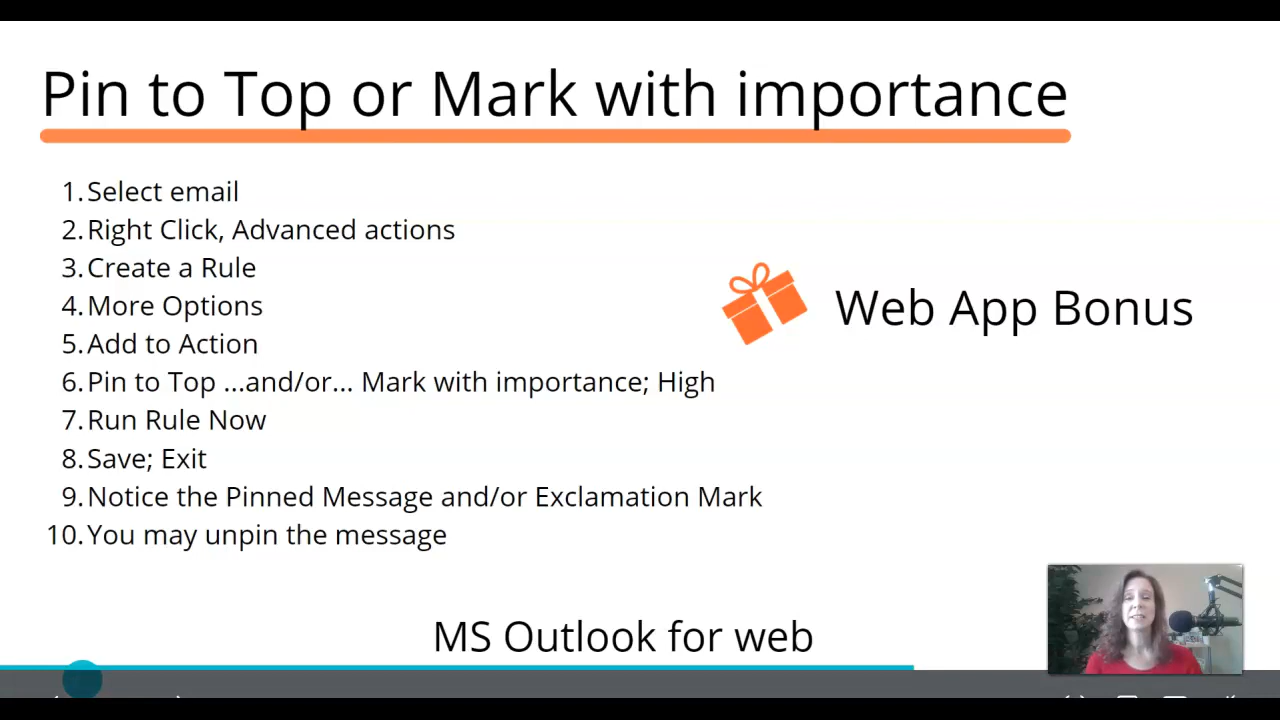 Pin to Top or Mark with importance
1. Select email
2. Right Click, Advanced actions
3. Create a Rule
4. More Options
5. Add to Action
6. Pin to Top ...and/or... Mark with importance; High
7. Run Rule Now
8. Save; Exit
9. Notice the Pinned Message and/or Exclamation Mark
10. You may unpin the message
Web App Bonus
MS Outlook for web